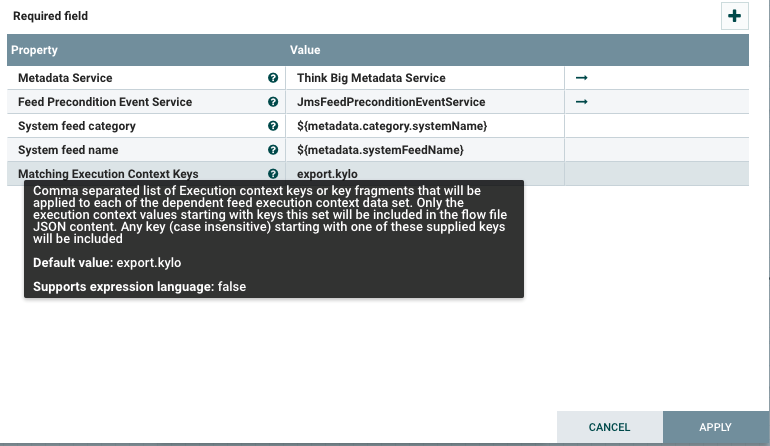 Required field
Property Value
Metadata Service Think Big Metadata Service
Feed Precondition Event Service JmsFeedPreconditionEventService
System feed category ${metadata.category.systemName}
System feed name ${metadata.systemFeedName}
Matching Execution Context Keys export.kylo
Comma separated list of Execution context keys or key fragments that will be
applied to each of the dependent feed execution context data set. Only the
execution context values starting with keys this set will be included in the flow file
JSON content. Any key (case insensitive) starting with one of these supplied keys
will be included
Default value: export.kylo
Supports expression language: false
CANCEL APPLY